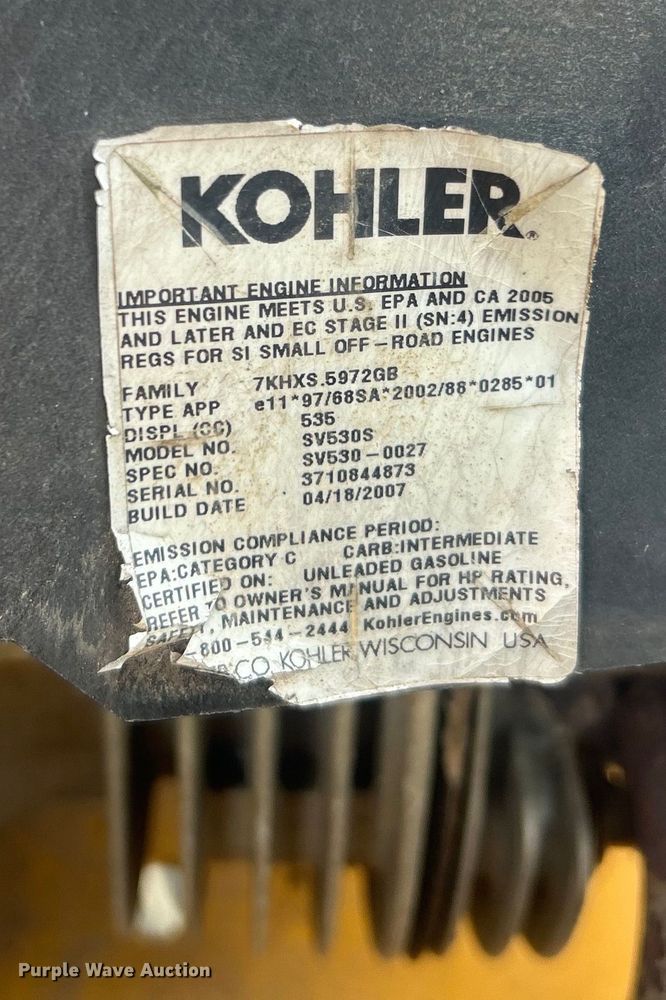 KOHLER®
IMPORTANT ENGINE INFORMATION
THIS ENGINE MEETS U.S. EPA AND CA 2005
AND LATER AND EC STAGE II (SN:4) EMISSION
REGS FOR SI SMALL OFF-ROAD ENGINES
FAMILY 7KHXS.5972GB
TYPE APP e11*97/68SA*2002/88*0285*01
DISPL (CC) 535
MODEL NO. SV530S
SPEC NO. SV530-0027
SERIAL NO. 3710844873
BUILD DATE 04/18/2007
EMISSION COMPLIANCE PERIOD:
EPA:CATEGORY C CARB:INTERMEDIATE
CERTIFIED ON: UNLEADED GASOLINE
REFER TO OWNER'S MANUAL FOR HP RATING,
SAFETY, MAINTENANCE AND ADJUSTMENTS
-800-544-2444 KohlerEngines.com
CO. KOHLER WISCONSIN USA
Purple Wave Auction